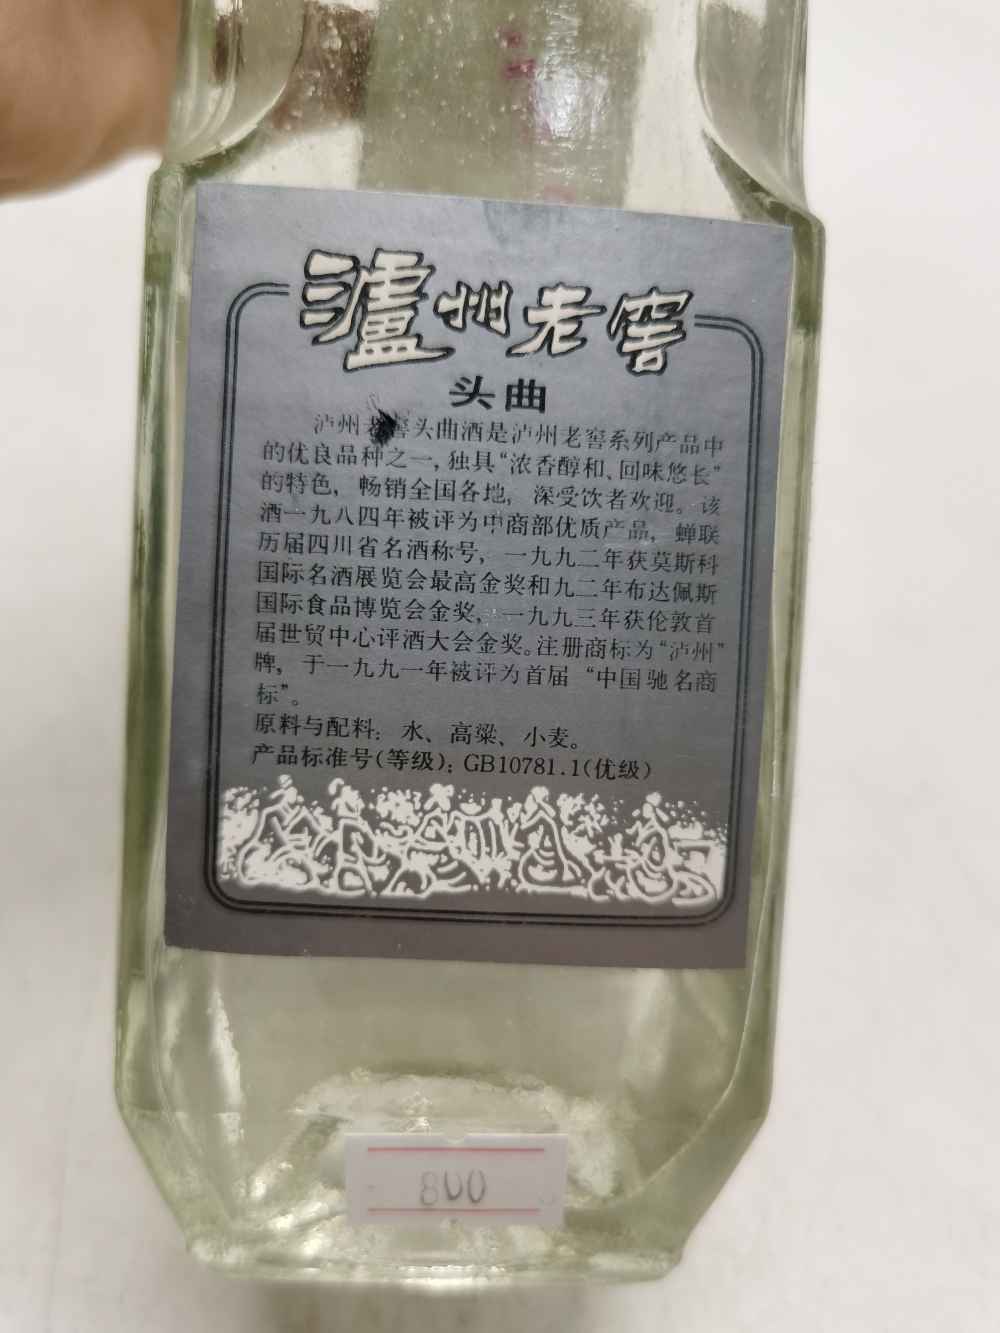 泸州老窖
头曲
泸州老窖头曲酒是泸州老窖系列产品中
的优良品种之一，独具“浓香醇和、回味悠长”
的特色，畅销全国各地，深受饮者欢迎。该
酒一九八四年被评为中商部优质产品，蝉联
历届四川省名酒称号，一九九二年获莫斯科
国际名酒展览会最高金奖和九二年布达佩斯
国际食品博览会金奖，一九九三年获伦敦首
届世贸中心评酒大会金奖。注册商标为“泸州”
牌，于一九九一年被评为首届“中国驰名商
标”。
原料与配料：水、高粱、小麦。
产品标准号(等级)：GB10781.1(优级)
800